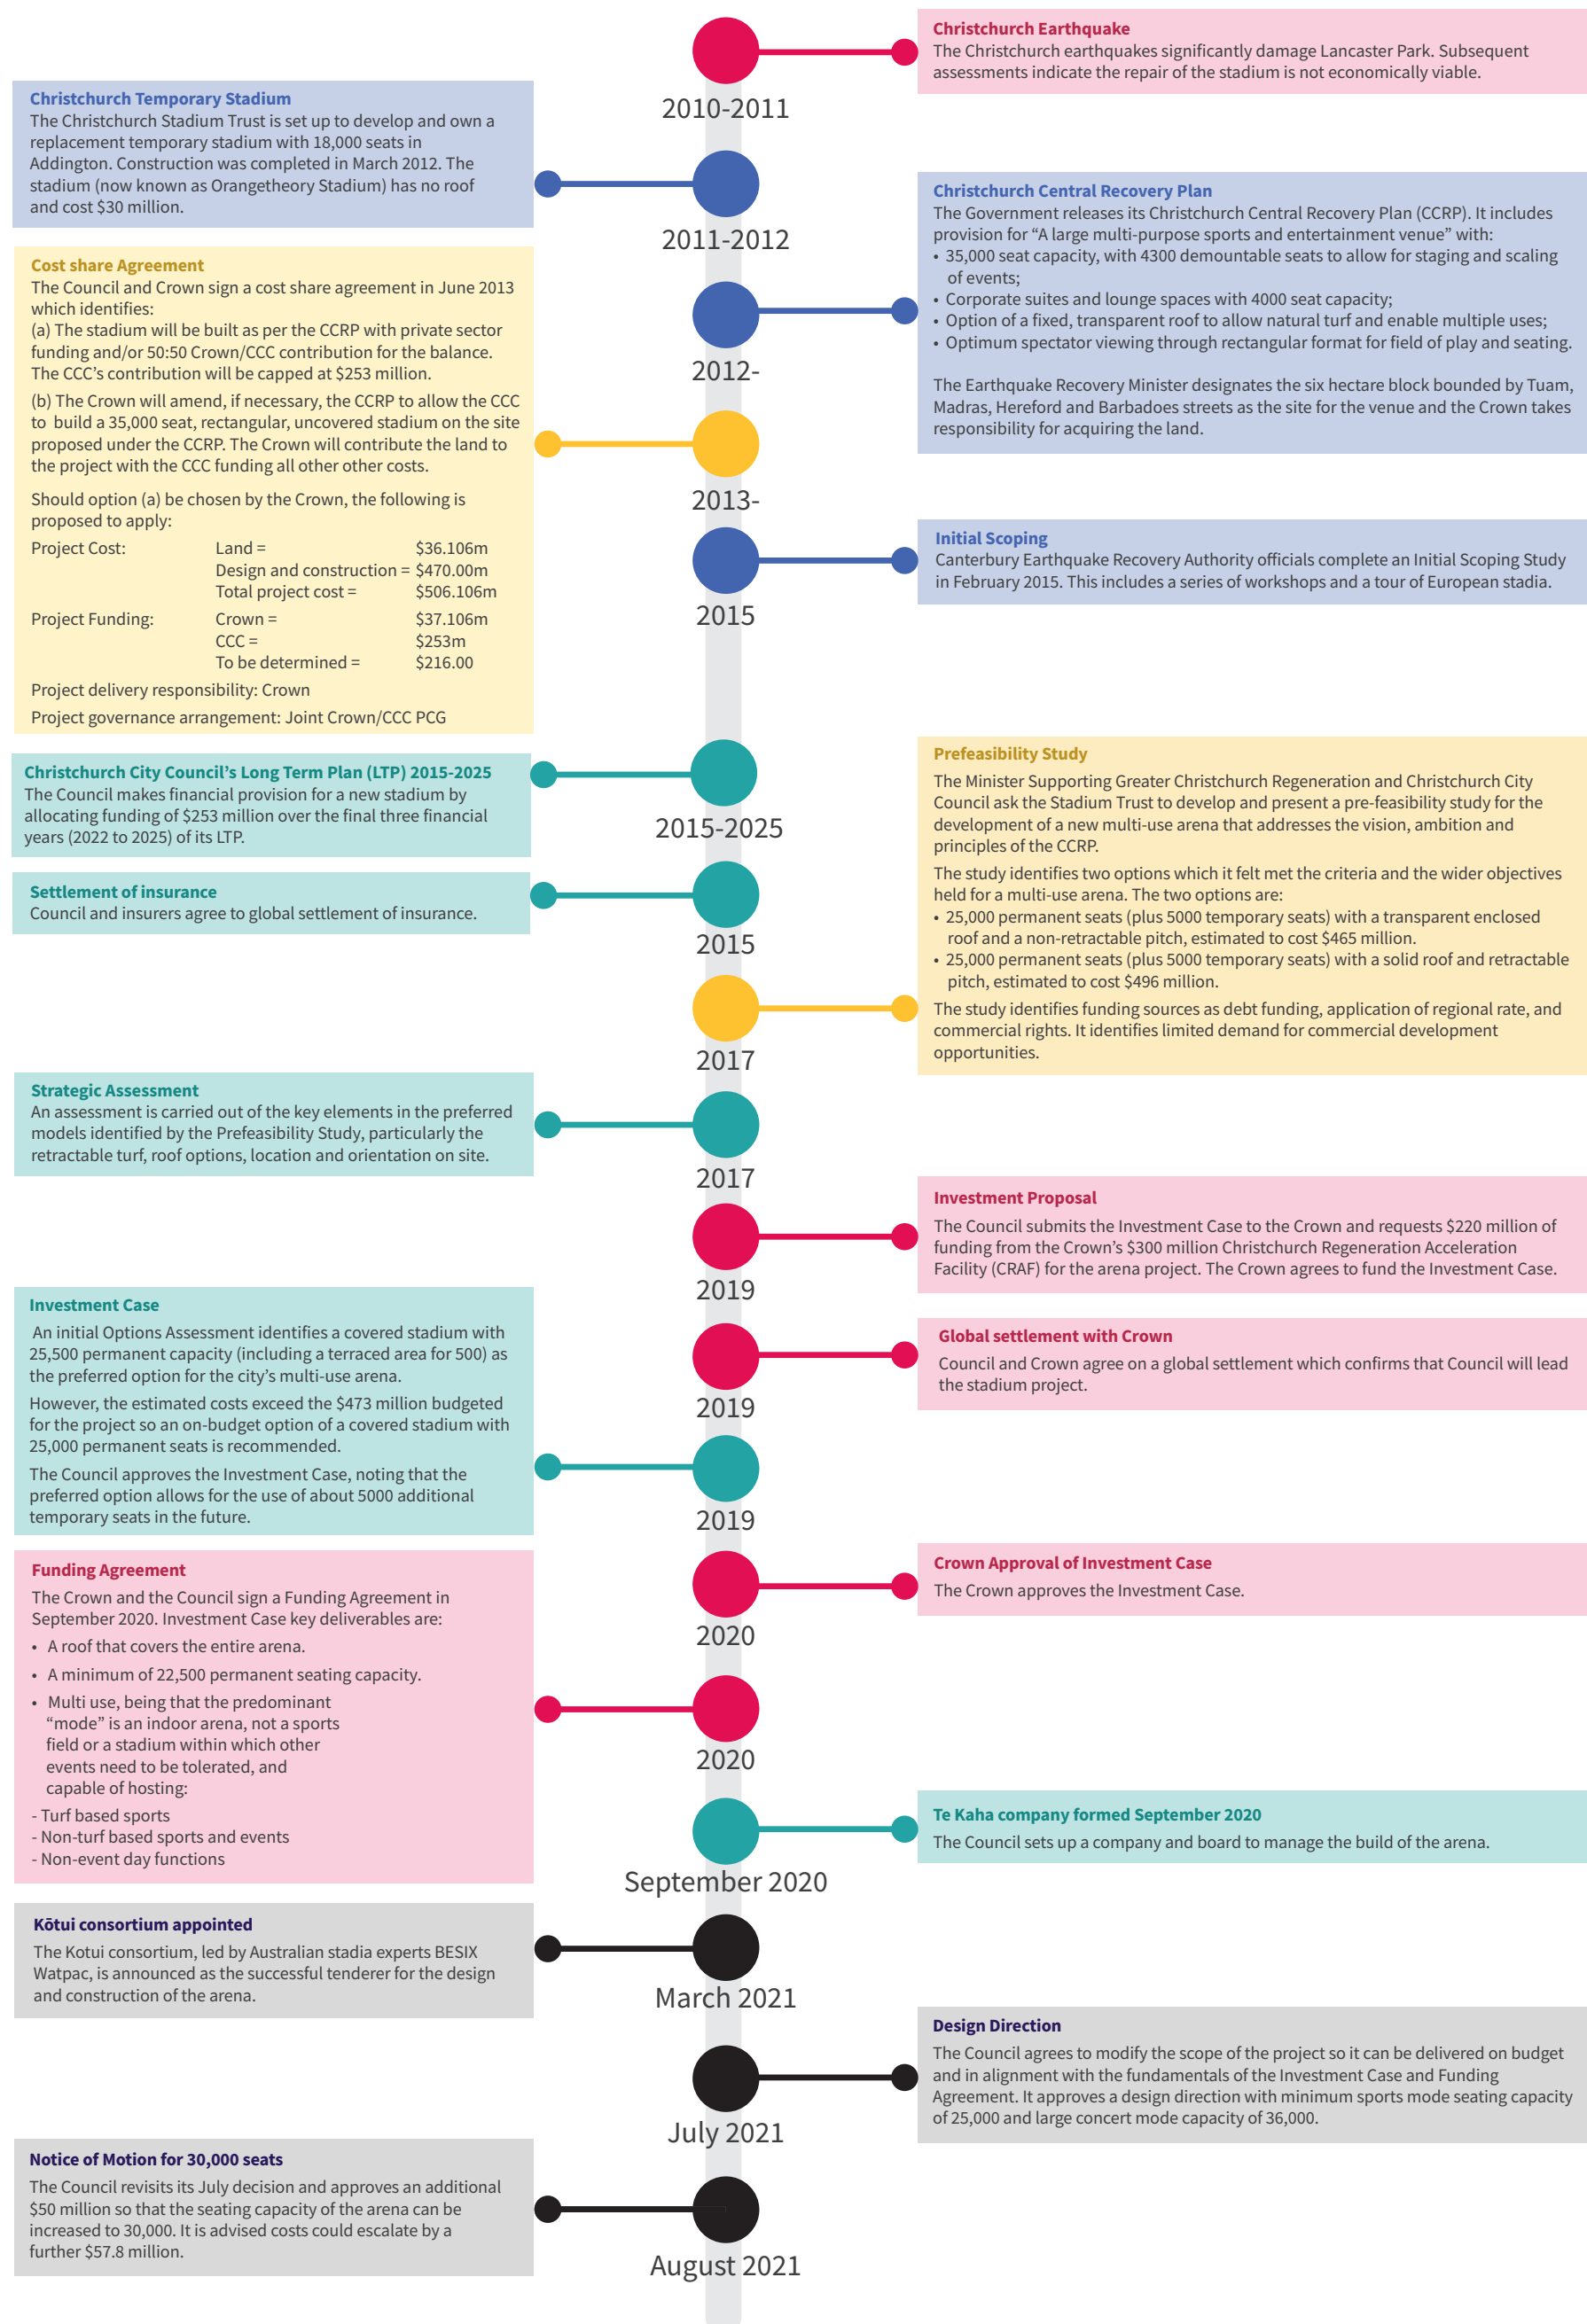 Christchurch Earthquake
The Christchurch earthquakes significantly damage Lancaster Park. Subsequent
assessments indicate the repair of the stadium is not economically viable.
2010-2011
Christchurch Temporary Stadium
The Christchurch Stadium Trust is set up to develop and own a
replacement temporary stadium with 18,000 seats in
Addington. Construction was completed in March 2012. The
stadium (now known as Orangetheory Stadium) has no roof
and cost $30 million.
2011-2012
Christchurch Central Recovery Plan
The Government releases its Christchurch Central Recovery Plan (CCRP). It includes
provision for “A large multi-purpose sports and entertainment venue” with:
• 35,000 seat capacity, with 4300 demountable seats to allow for staging and scaling
of events;
• Corporate suites and lounge spaces with 4000 seat capacity;
• Option of a fixed, transparent roof to allow natural turf and enable multiple uses;
• Optimum spectator viewing through rectangular format for field of play and seating.
The Earthquake Recovery Minister designates the six hectare block bounded by Tuam,
Madras, Hereford and Barbadoes streets as the site for the venue and the Crown takes
responsibility for acquiring the land.
2012-
Cost share Agreement
The Council and Crown sign a cost share agreement in June 2013
which identifies:
(a) The stadium will be built as per the CCRP with private sector
funding and/or 50:50 Crown/CCC contribution for the balance.
The CCC’s contribution will be capped at $253 million.
(b) The Crown will amend, if necessary, the CCRP to allow the CCC
to build a 35,000 seat, rectangular, uncovered stadium on the site
proposed under the CCRP. The Crown will contribute the land to
the project with the CCC funding all other other costs.
Should option (a) be chosen by the Crown, the following is
proposed to apply:
Project Cost: Land = $36.106m
Design and construction = $470.00m
Total project cost = $506.106m
Project Funding: Crown = $37.106m
CCC = $253m
To be determined = $216.00
Project delivery responsibility: Crown
Project governance arrangement: Joint Crown/CCC PCG
2013-
Initial Scoping
Canterbury Earthquake Recovery Authority officials complete an Initial Scoping Study
in February 2015. This includes a series of workshops and a tour of European stadia.
2015
Christchurch City Council’s Long Term Plan (LTP) 2015-2025
The Council makes financial provision for a new stadium by
allocating funding of $253 million over the final three financial
years (2022 to 2025) of its LTP.
2015-2025
Settlement of insurance
Council and insurers agree to global settlement of insurance.
2015
Prefeasibility Study
The Minister Supporting Greater Christchurch Regeneration and Christchurch City
Council ask the Stadium Trust to develop and present a pre-feasibility study for the
development of a new multi-use arena that addresses the vision, ambition and
principles of the CCRP.
The study identifies two options which it felt met the criteria and the wider objectives
held for a multi-use arena. The two options are:
• 25,000 permanent seats (plus 5000 temporary seats) with a transparent enclosed
roof and a non-retractable pitch, estimated to cost $465 million.
• 25,000 permanent seats (plus 5000 temporary seats) with a solid roof and retractable
pitch, estimated to cost $496 million.
The study identifies funding sources as debt funding, application of regional rate, and
commercial rights. It identifies limited demand for commercial development
opportunities.
2017
Strategic Assessment
An assessment is carried out of the key elements in the preferred
models identified by the Prefeasibility Study, particularly the
retractable turf, roof options, location and orientation on site.
2017
Investment Proposal
The Council submits the Investment Case to the Crown and requests $220 million of
funding from the Crown’s $300 million Christchurch Regeneration Acceleration
Facility (CRAF) for the arena project. The Crown agrees to fund the Investment Case.
2019
Global settlement with Crown
Council and Crown agree on a global settlement which confirms that Council will lead
the stadium project.
2019
Investment Case
An initial Options Assessment identifies a covered stadium with
25,500 permanent capacity (including a terraced area for 500) as
the preferred option for the city’s multi-use arena.
However, the estimated costs exceed the $473 million budgeted
for the project so an on-budget option of a covered stadium with
25,000 permanent seats is recommended.
The Council approves the Investment Case, noting that the
preferred option allows for the use of about 5000 additional
temporary seats in the future.
2019
Crown Approval of Investment Case
The Crown approves the Investment Case.
2020
Funding Agreement
The Crown and the Council sign a Funding Agreement in
September 2020. Investment Case key deliverables are:
• A roof that covers the entire arena.
• A minimum of 22,500 permanent seating capacity.
• Multi use, being that the predominant
“mode” is an indoor arena, not a sports
field or a stadium within which other
events need to be tolerated, and
capable of hosting:
- Turf based sports
- Non-turf based sports and events
- Non-event day functions
2020
Te Kaha company formed September 2020
The Council sets up a company and board to manage the build of the arena.
September 2020
Kōtui consortium appointed
The Kotui consortium, led by Australian stadia experts BESIX
Watpac, is announced as the successful tenderer for the design
and construction of the arena.
March 2021
Design Direction
The Council agrees to modify the scope of the project so it can be delivered on budget
and in alignment with the fundamentals of the Investment Case and Funding
Agreement. It approves a design direction with minimum sports mode seating capacity
of 25,000 and large concert mode capacity of 36,000.
July 2021
Notice of Motion for 30,000 seats
The Council revisits its July decision and approves an additional
$50 million so that the seating capacity of the arena can be
increased to 30,000. It is advised costs could escalate by a
further $57.8 million.
August 2021